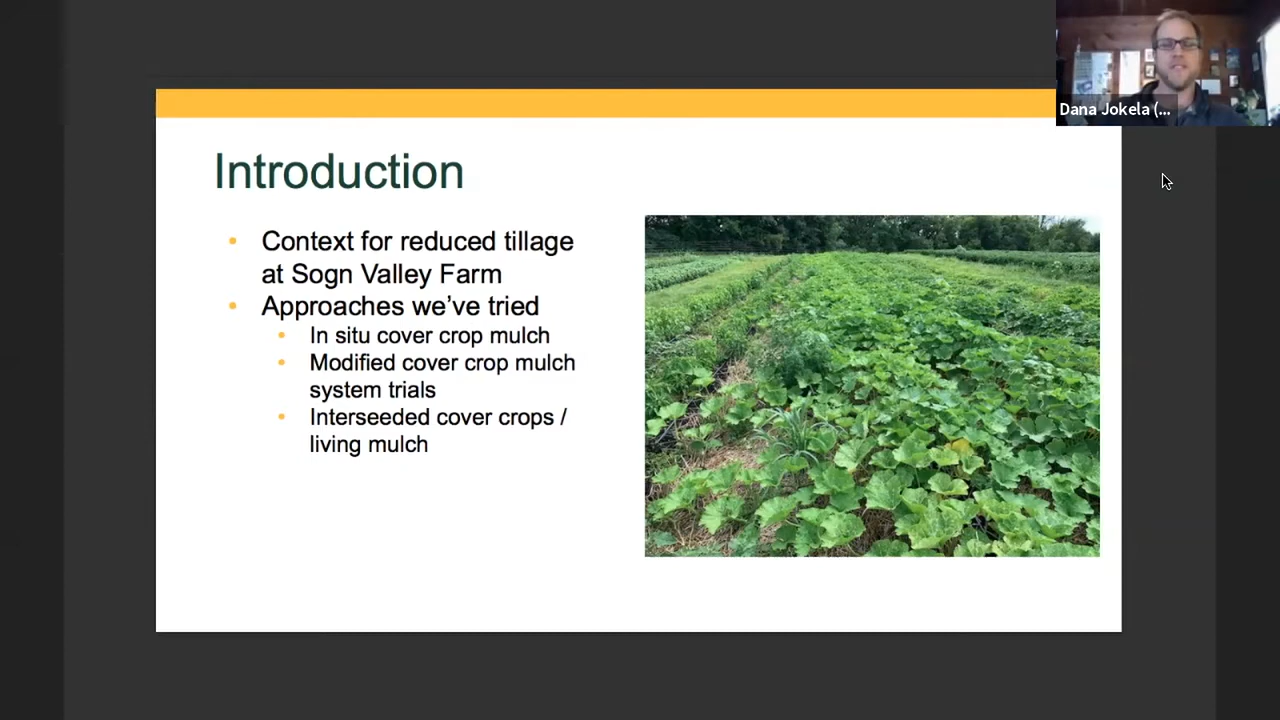 Dana Jokela (...
Introduction
Context for reduced tillage
at Sogn Valley Farm
Approaches we've tried
In situ cover crop mulch
Modified cover crop mulch
system trials
Interseeded cover crops /
living mulch